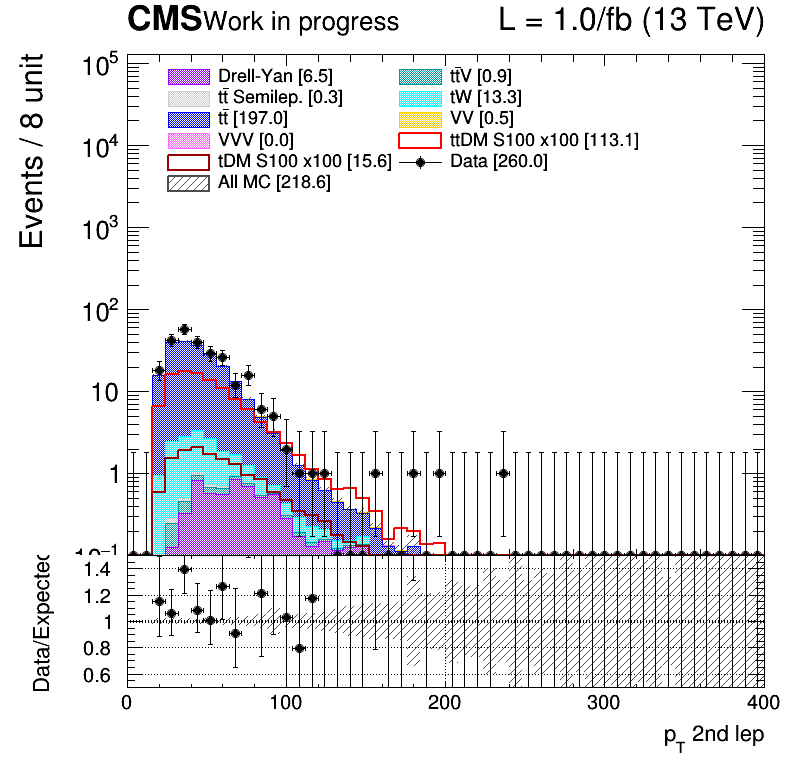 CMS Work in progress L = 1.0/fb (13 TeV)
Events / 8 unit
10⁵
10⁴
10³
10²
10
1
10⁻¹
Drell-Yan [6.5]
tt̄V [0.9]
tt̄ Semilep. [0.3]
tW [13.3]
tt̄ [197.0]
VV [0.5]
VVV [0.0]
ttDM S100 x100 [113.1]
tDM S100 x100 [15.6]
Data [260.0]
All MC [218.6]
Data/Expected
1.4
1.2
1
0.8
0.6
0 100 200 300 400
p_T 2nd lep